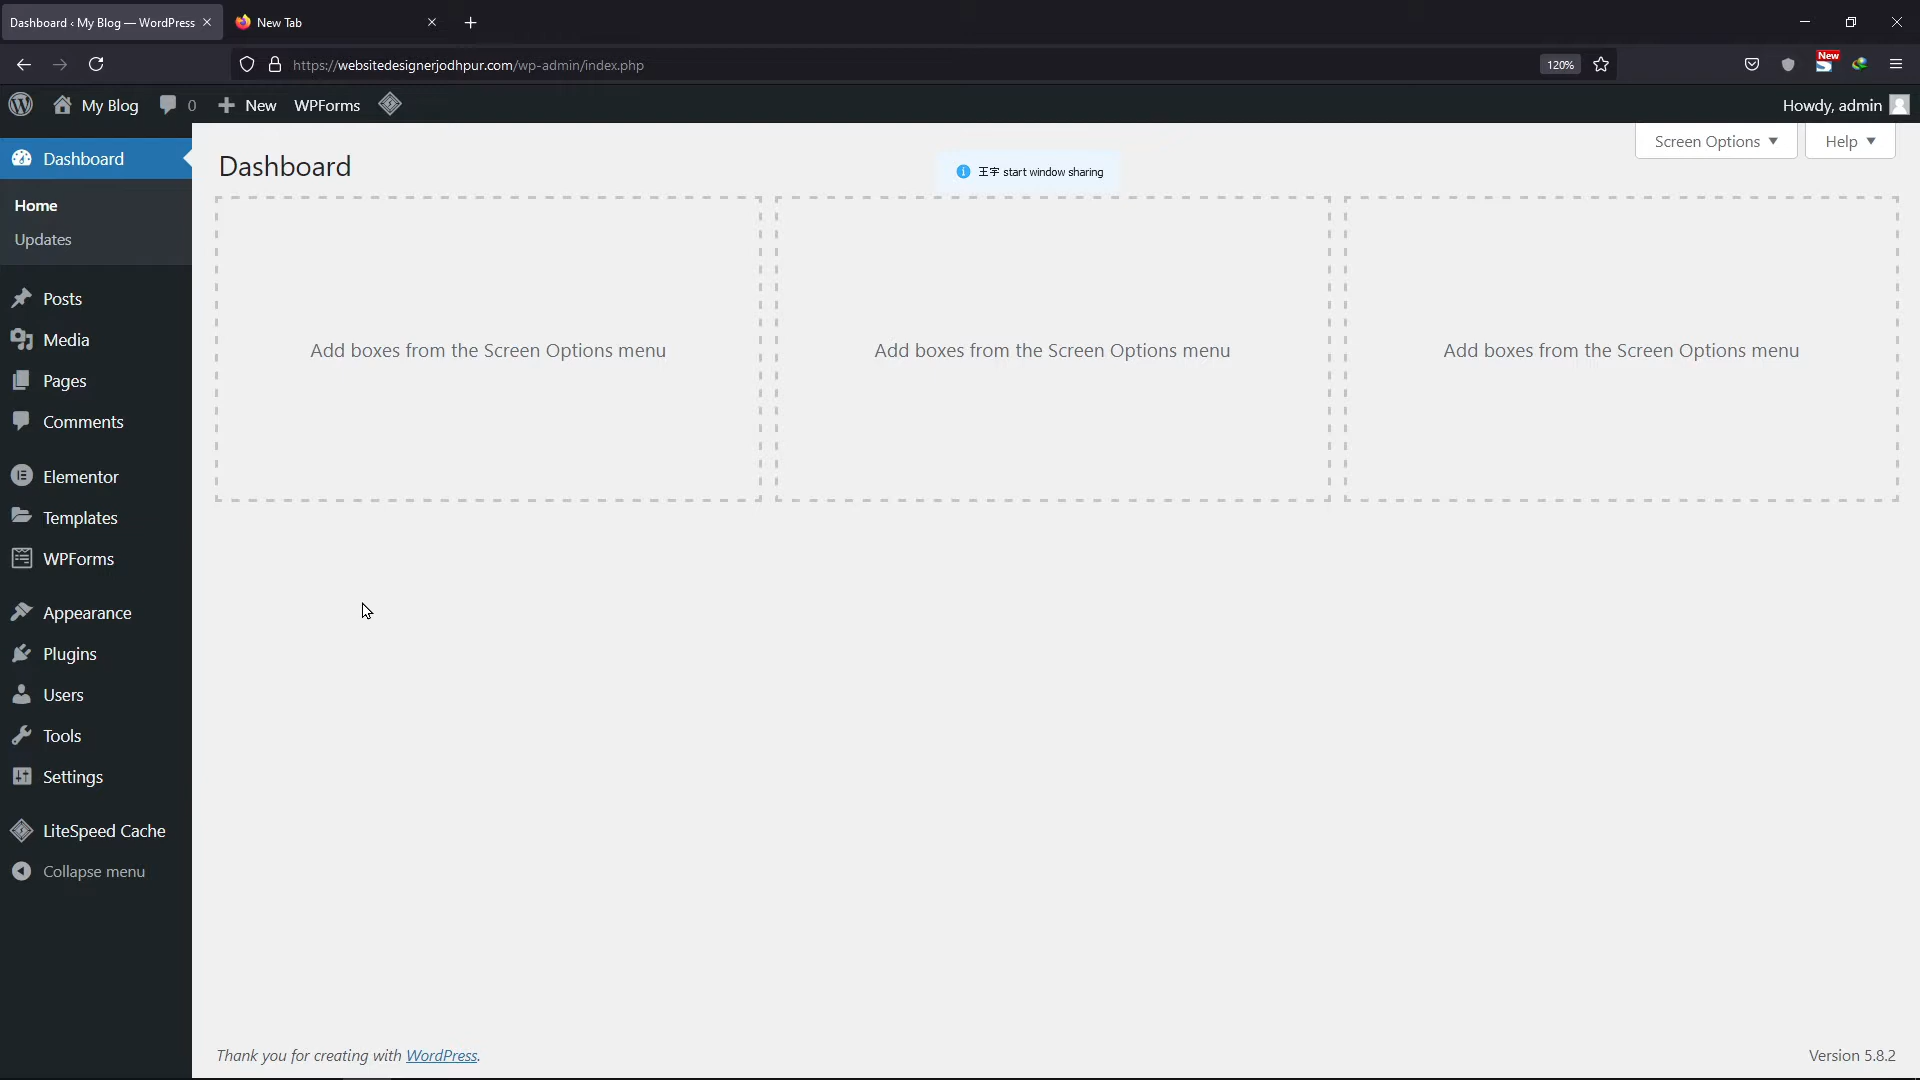 Dashboard ‹ My Blog — WordPress
New Tab
https://websitedesignerjodhpur.com/wp-admin/index.php
120%
New
My Blog
0
New
WPForms
Howdy, admin
Dashboard
Home
Updates
Posts
Media
Pages
Comments
Elementor
Templates
WPForms
Appearance
Plugins
Users
Tools
Settings
LiteSpeed Cache
Collapse menu
Screen Options
Help
Dashboard
王字 start window sharing
Add boxes from the Screen Options menu
Add boxes from the Screen Options menu
Add boxes from the Screen Options menu
Thank you for creating with WordPress.
Version 5.8.2